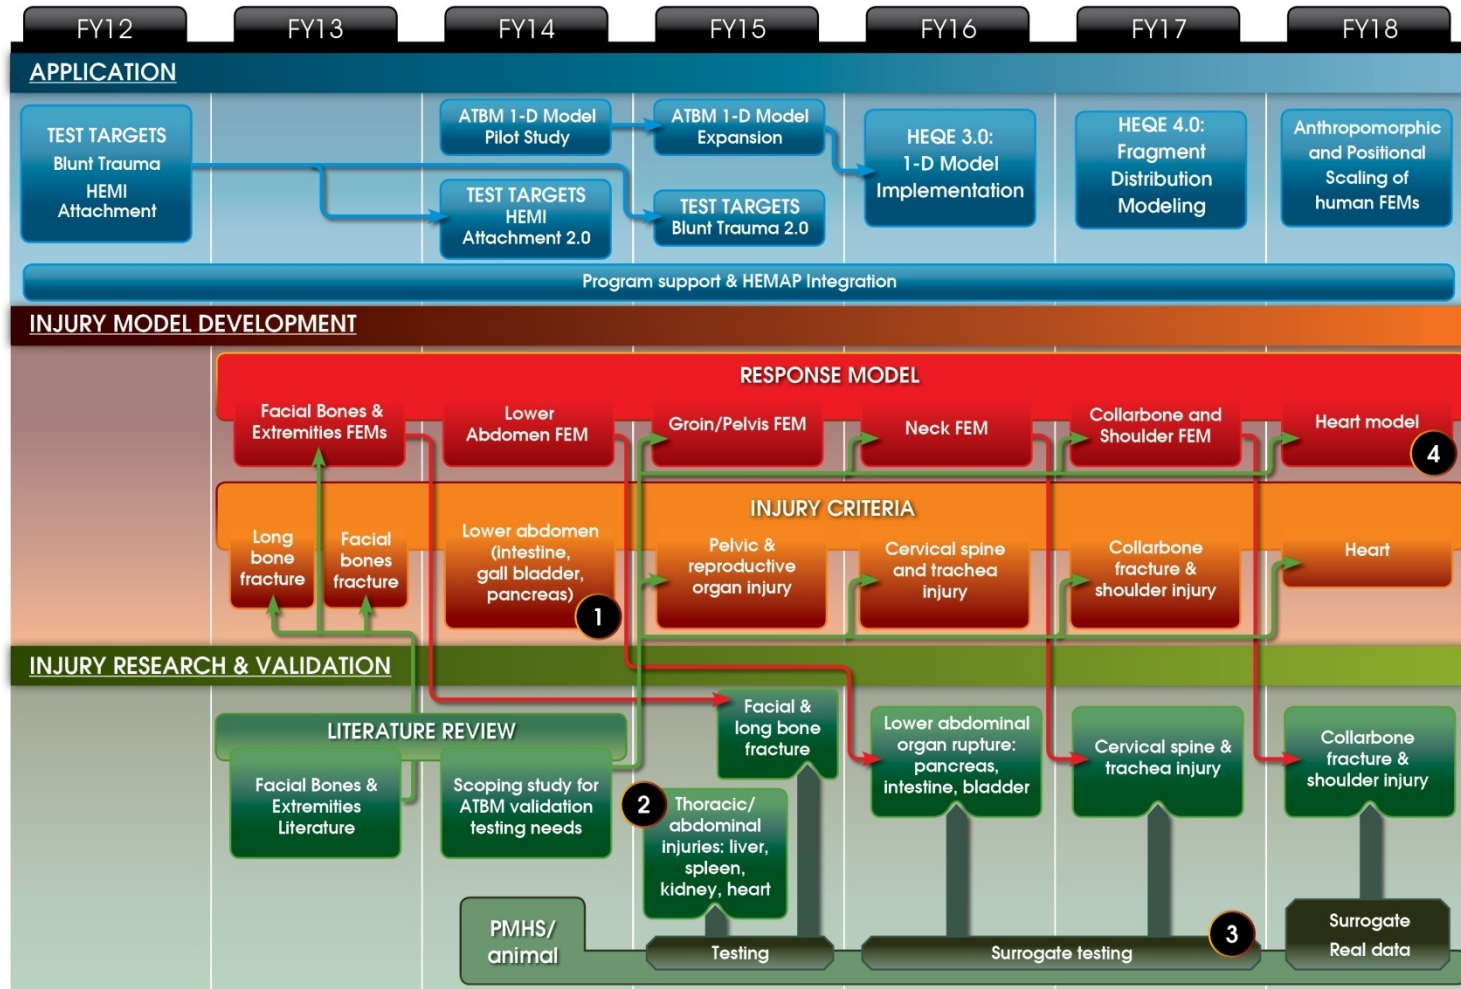 FY12 FY13 FY14 FY15 FY16 FY17 FY18
APPLICATION
TEST TARGETS
Blunt Trauma
HEMI
Attachment
ATBM 1-D Model
Pilot Study
TEST TARGETS
HEMI
Attachment 2.0
ATBM 1-D Model
Expansion
TEST TARGETS
Blunt Trauma 2.0
HEQE 3.0:
1-D Model
Implementation
HEQE 4.0:
Fragment
Distribution
Modeling
Anthropomorphic
and Positional
Scaling of
human FEMs
Program support & HEMAP Integration
INJURY MODEL DEVELOPMENT
RESPONSE MODEL
Facial Bones &
Extremities FEMs
Lower
Abdomen FEM
Groin/Pelvis FEM
Neck FEM
Collarbone and
Shoulder FEM
Heart model
4
INJURY CRITERIA
Long
bone
fracture
Facial
bones
fracture
Lower abdomen
(intestine,
gall bladder,
pancreas)
1
Pelvic &
reproductive
organ injury
Cervical spine
and trachea
injury
Collarbone
fracture &
shoulder injury
Heart
INJURY RESEARCH & VALIDATION
LITERATURE REVIEW
Facial Bones &
Extremities
Literature
Scoping study for
ATBM validation
testing needs
Facial &
long bone
fracture
2
Thoracic/
abdominal
injuries: liver,
spleen,
kidney, heart
Lower abdominal
organ rupture:
pancreas,
intestine, bladder
Cervical spine &
trachea injury
Collarbone
fracture &
shoulder injury
PMHS/
animal
Testing
Surrogate testing
3
Surrogate
Real data